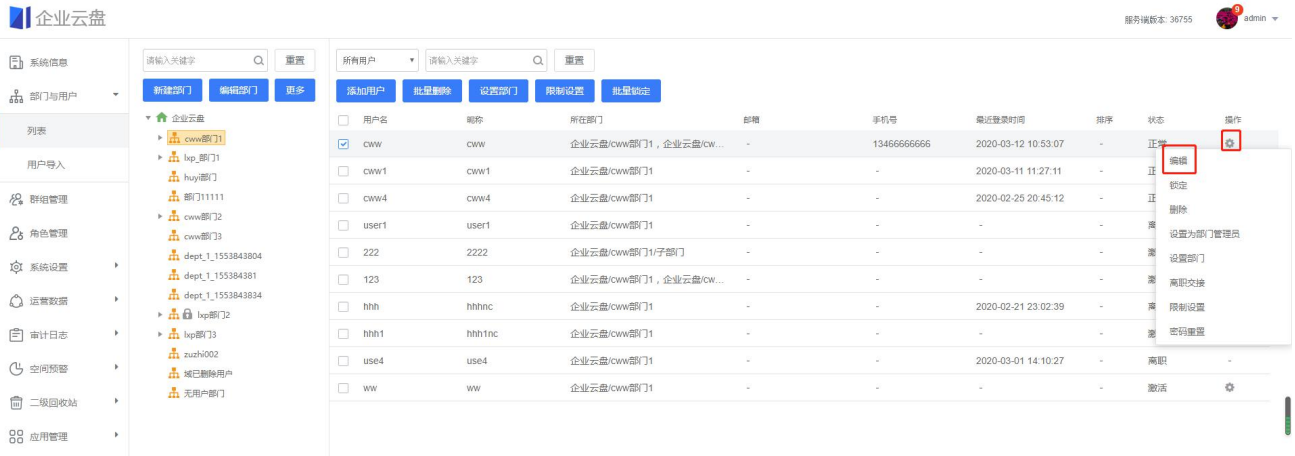 企业云盘
服务端版本: 36755
9
admin
系统信息
部门与用户
列表
用户导入
群组管理
角色管理
系统设置
运营数据
审计日志
空间预警
二级回收站
应用管理
请输入关键字
重置
新建部门 编辑部门 更多
企业云盘
cww部门1
lxp_部门1
huyi部门
部门11111
cww部门2
cww部门3
dept_1_1553843804
dept_1_155384381
dept_1_1553843834
lxp部门2
lxp部门3
zuzhi002
域已删除用户
无用户部门
所有用户 请输入关键字 重置
添加用户 批量删除 设置部门 限制设置 批量锁定
用户名 昵称 所在部门 邮箱 手机号 最近登录时间 排序 状态 操作
cww cww 企业云盘/cww部门1，企业云盘/cw... - 13466666666 2020-03-12 10:53:07 - 正常
cww1 cww1 企业云盘/cww部门1 - - 2020-03-11 11:27:11 -
cww4 cww4 企业云盘/cww部门1 - - 2020-02-25 20:45:12 -
user1 user1 企业云盘/cww部门1 - - - -
222 2222 企业云盘/cww部门1/子部门 - - - -
123 123 企业云盘/cww部门1，企业云盘/cw... - - - -
hhh hhhnc 企业云盘/cww部门1 - - 2020-02-21 23:02:39 -
hhh1 hhh1nc 企业云盘/cww部门1 - - - -
use4 use4 企业云盘/cww部门1 - - 2020-03-01 14:10:27 - 离职 -
ww ww 企业云盘/cww部门1 - - - - 激活
编辑
锁定
删除
设置为部门管理员
设置部门
离职交接
限制设置
密码重置